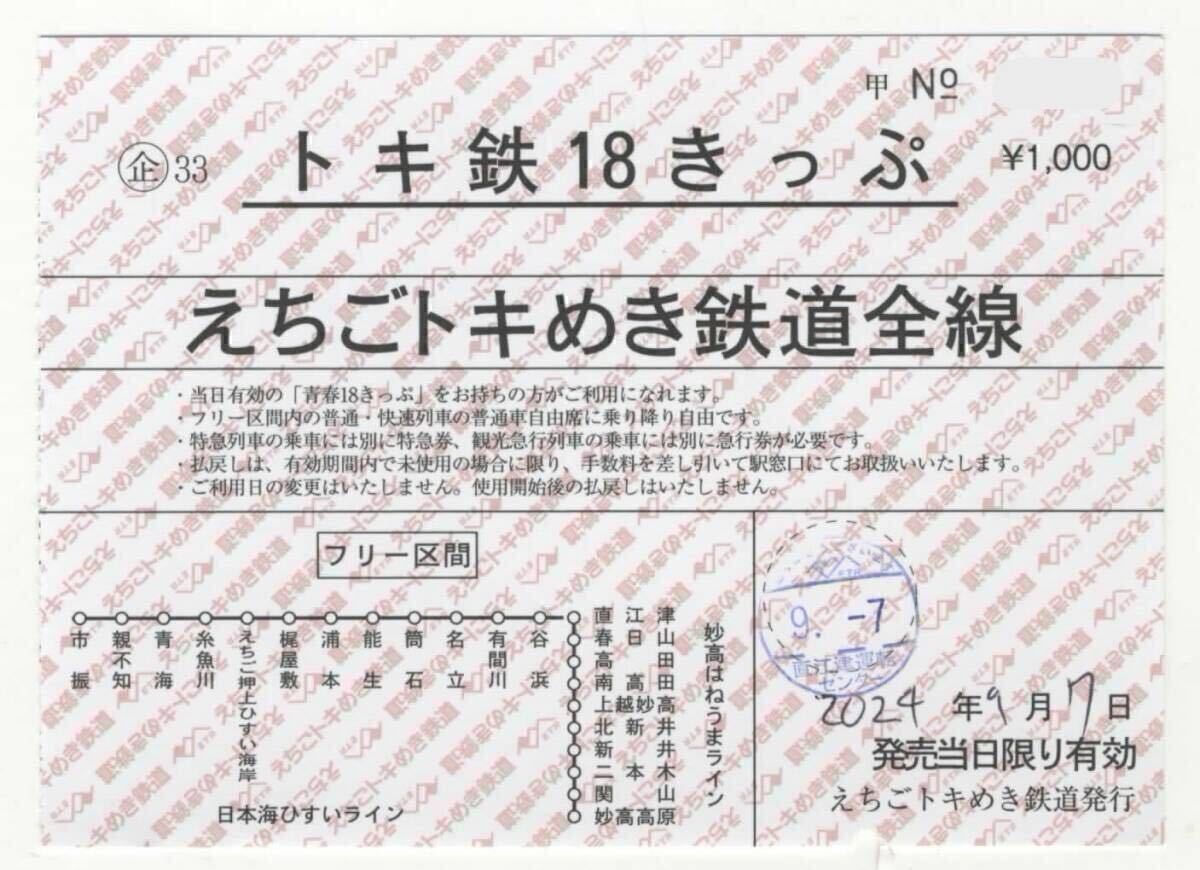 甲 №
企 33 トキ鉄18きっぷ ¥1,000
えちごトキめき鉄道全線
・当日有効の「青春18きっぷ」をお持ちの方がご利用になれます。
・フリー区間内の普通・快速列車の普通車自由席に乗り降り自由です。
・特急列車の乗車には別に特急券、観光急行列車の乗車には別に急行券が必要です。
・払戻しは、有効期間内で未使用の場合に限り、手数料を差し引いて駅窓口にてお取扱いいたします。
・ご利用日の変更はいたしません。使用開始後の払戻しはいたしません。
フリー区間
市振
親不知
青海
糸魚川
えちご押上ひすい海岸
梶屋敷
浦本
能生
筒石
名立
有間川
谷浜
直江津
春日山
高田
南高田
上越妙高
北新井
新井
二本木
関山
妙高高原
妙高はねうまライン
日本海ひすいライン
9.-7
直江津運転
センター
2024年9月7日
発売当日限り有効
えちごトキめき鉄道発行